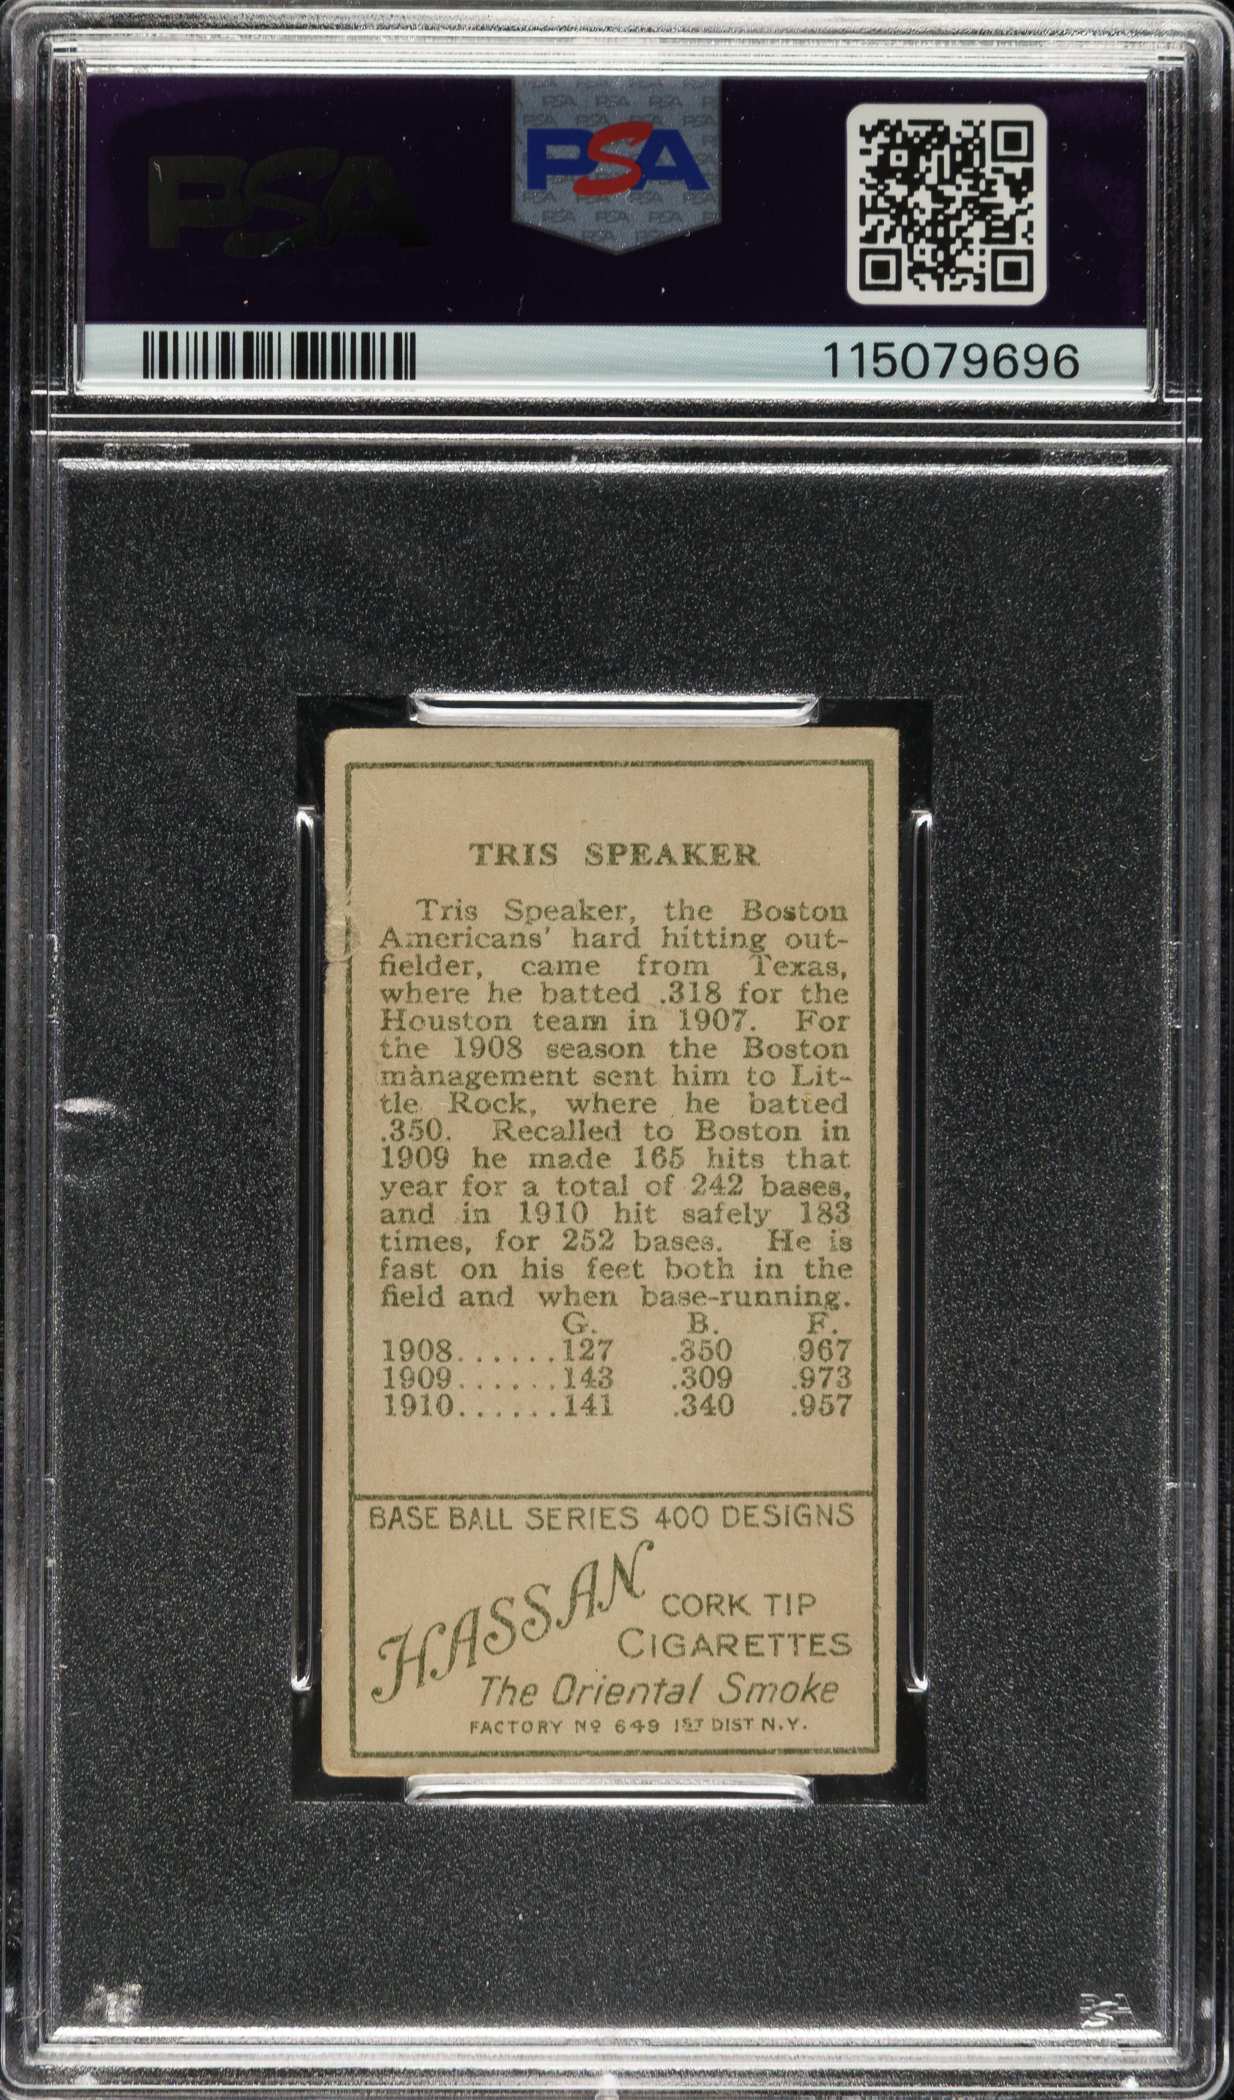 PSA
PSA
115079696
TRIS SPEAKER
Tris Speaker, the Boston
Americans' hard hitting out-
fielder, came from Texas,
where he batted .318 for the
Houston team in 1907. For
the 1908 season the Boston
management sent him to Lit-
tle Rock, where he batted
.350. Recalled to Boston in
1909 he made 165 hits that
year for a total of 242 bases,
and in 1910 hit safely 183
times, for 252 bases. He is
fast on his feet both in the
field and when base-running.
G. B. F.
1908......127 .350 .967
1909......143 .309 .973
1910......141 .340 .957
BASE BALL SERIES 400 DESIGNS
HASSAN
CORK TIP
CIGARETTES
The Oriental Smoke
FACTORY No 649 1ST DIST N.Y.
PSA